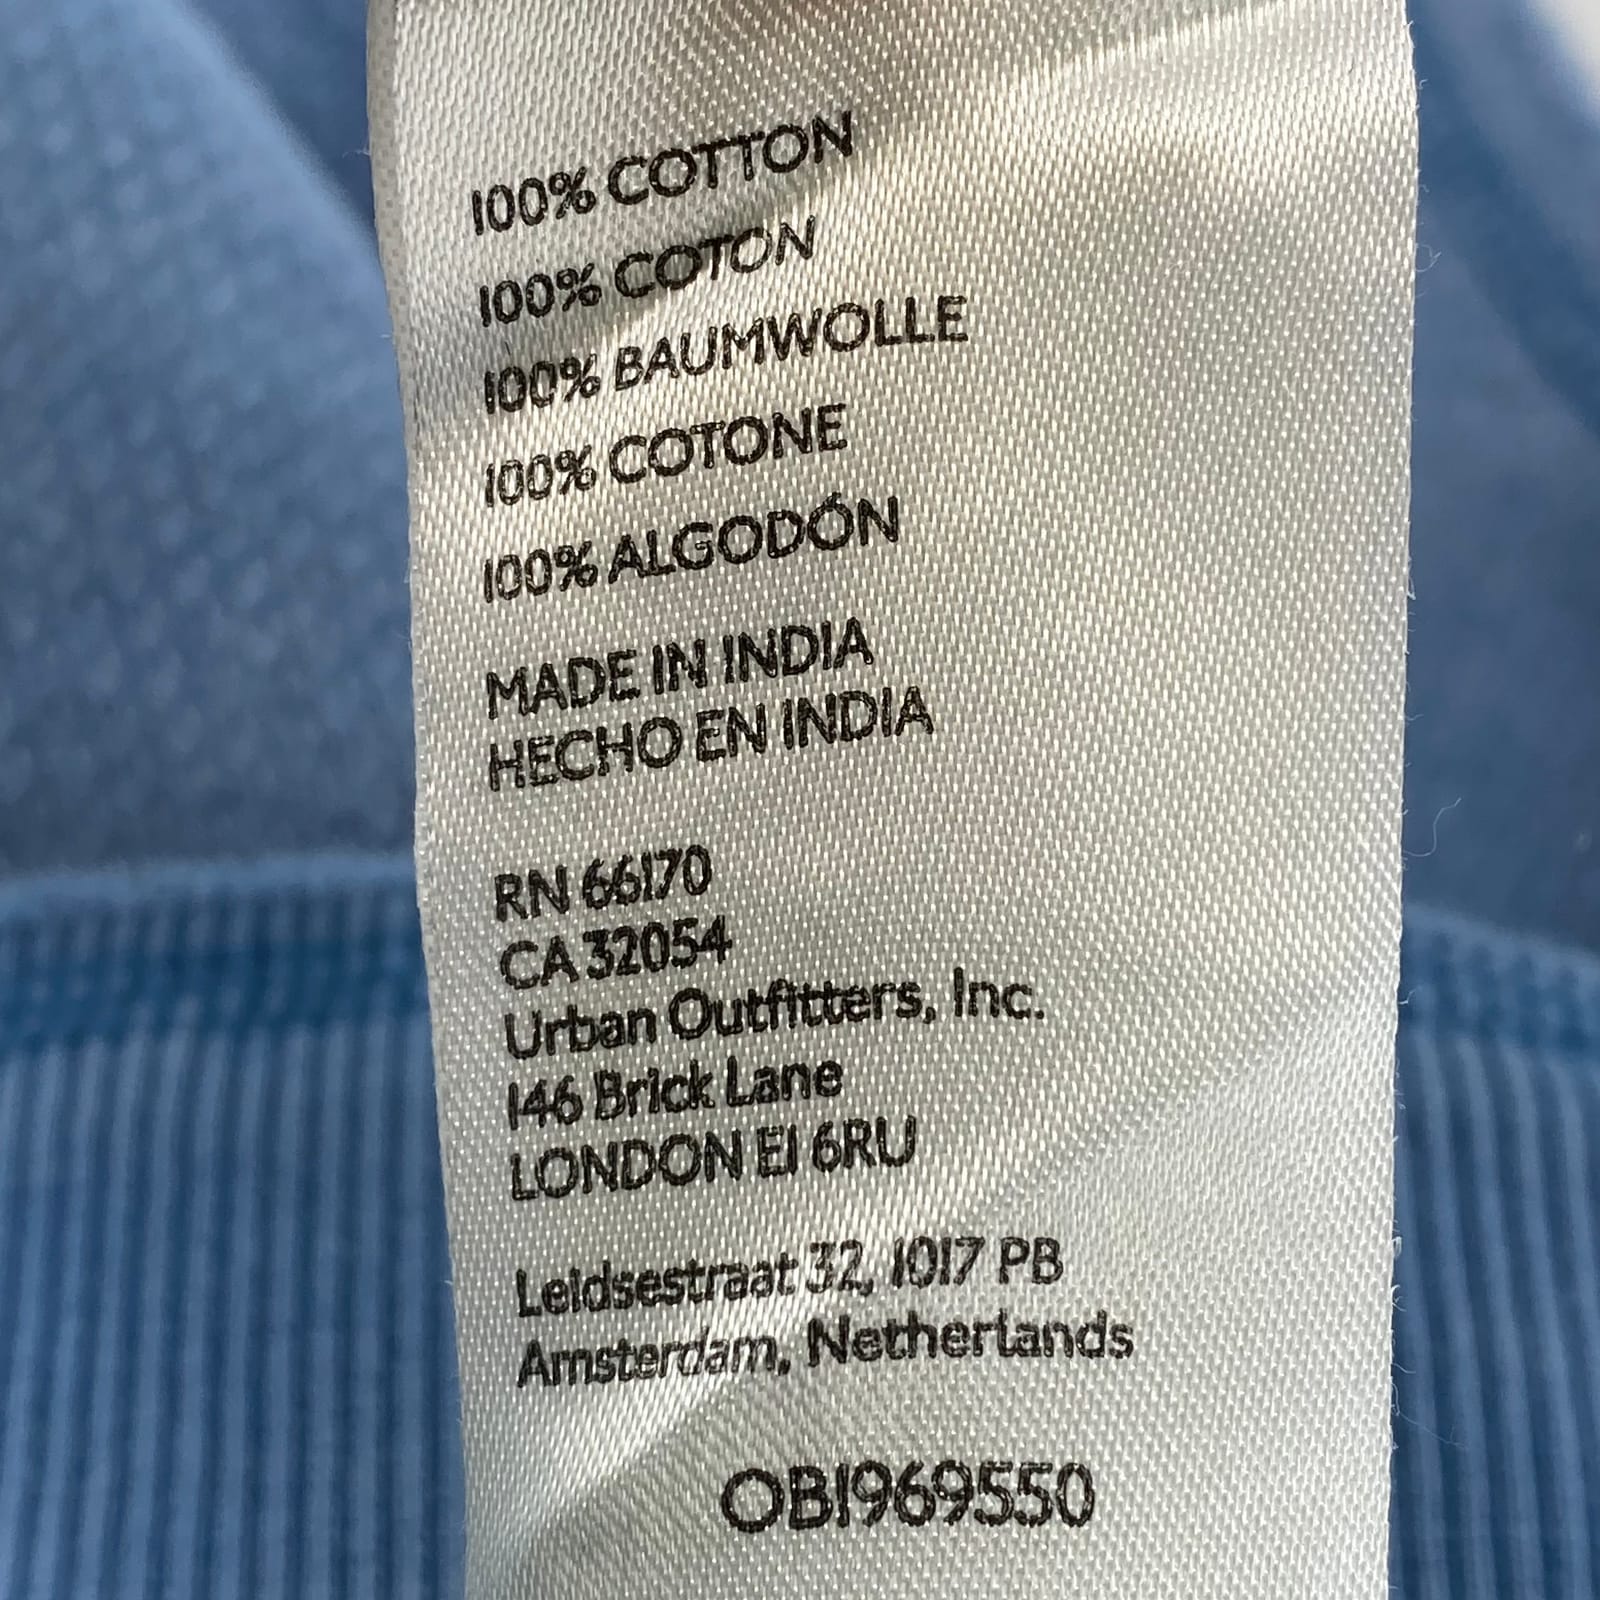 100% COTTON
100% COTON
100% BAUMWOLLE
100% COTONE
100% ALGODÓN
MADE IN INDIA
HECHO EN INDIA
RN 66170
CA 32054
Urban Outfitters, Inc.
146 Brick Lane
LONDON E1 6RU
Leidsestraat 32, 1017 PB
Amsterdam, Netherlands
OB1969550